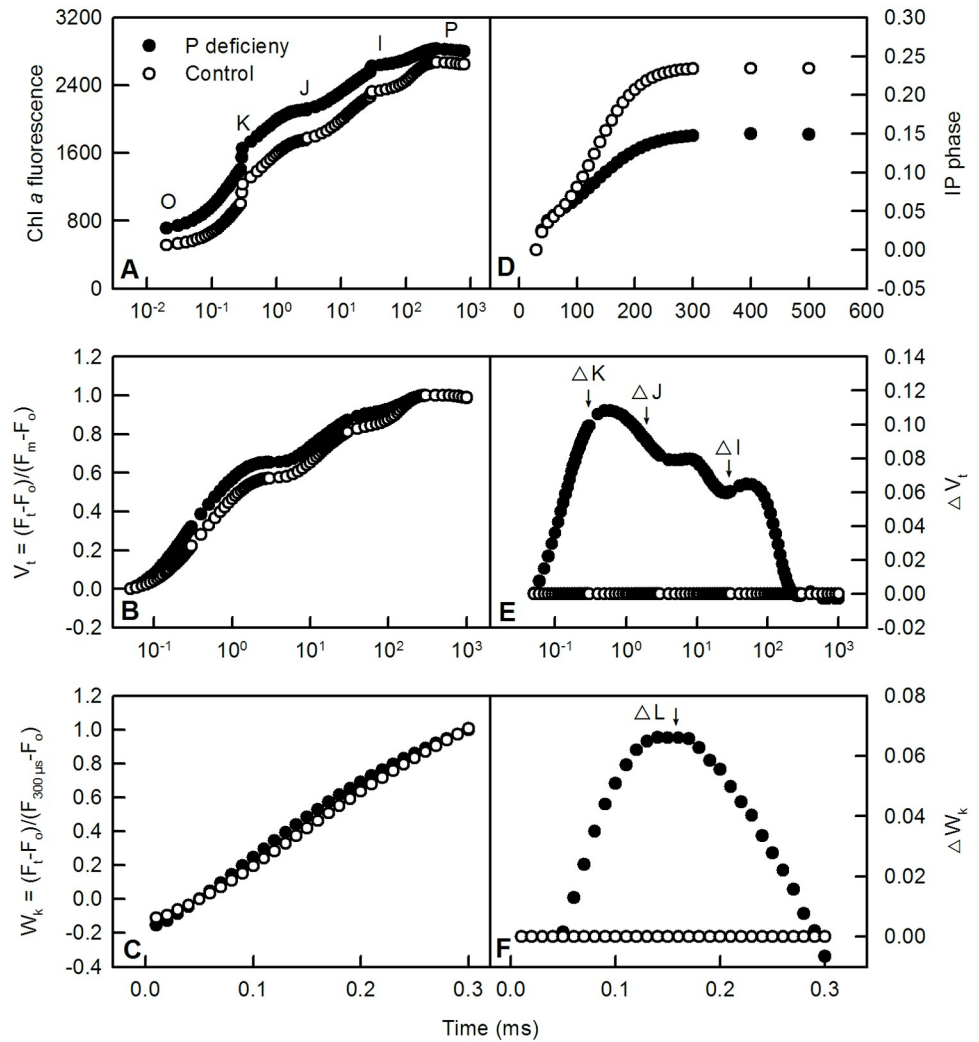 3200
2400
1600
800
0
Chl a fluorescence
P deficieny
Control
O
K
J
I
P
A
10⁻² 10⁻¹ 10⁰ 10¹ 10² 10³
0.30
0.25
0.20
0.15
0.10
0.05
0.00
-0.05
IP phase
D
0 100 200 300 400 500 600
1.2
1.0
0.8
0.6
0.4
0.2
0.0
-0.2
Vt = (Ft-Fo)/(Fm-Fo)
B
10⁻¹ 10⁰ 10¹ 10² 10³
△K
△J
△I
0.14
0.12
0.10
0.08
0.06
0.04
0.02
0.00
-0.02
△Vt
E
10⁻¹ 10⁰ 10¹ 10² 10³
1.2
1.0
0.8
0.6
0.4
0.2
0.0
-0.2
-0.4
Wk = (Ft-Fo)/(F300 µs-Fo)
C
0.0 0.1 0.2 0.3
△L
0.08
0.06
0.04
0.02
0.00
△Wk
F
0.0 0.1 0.2 0.3
Time (ms)